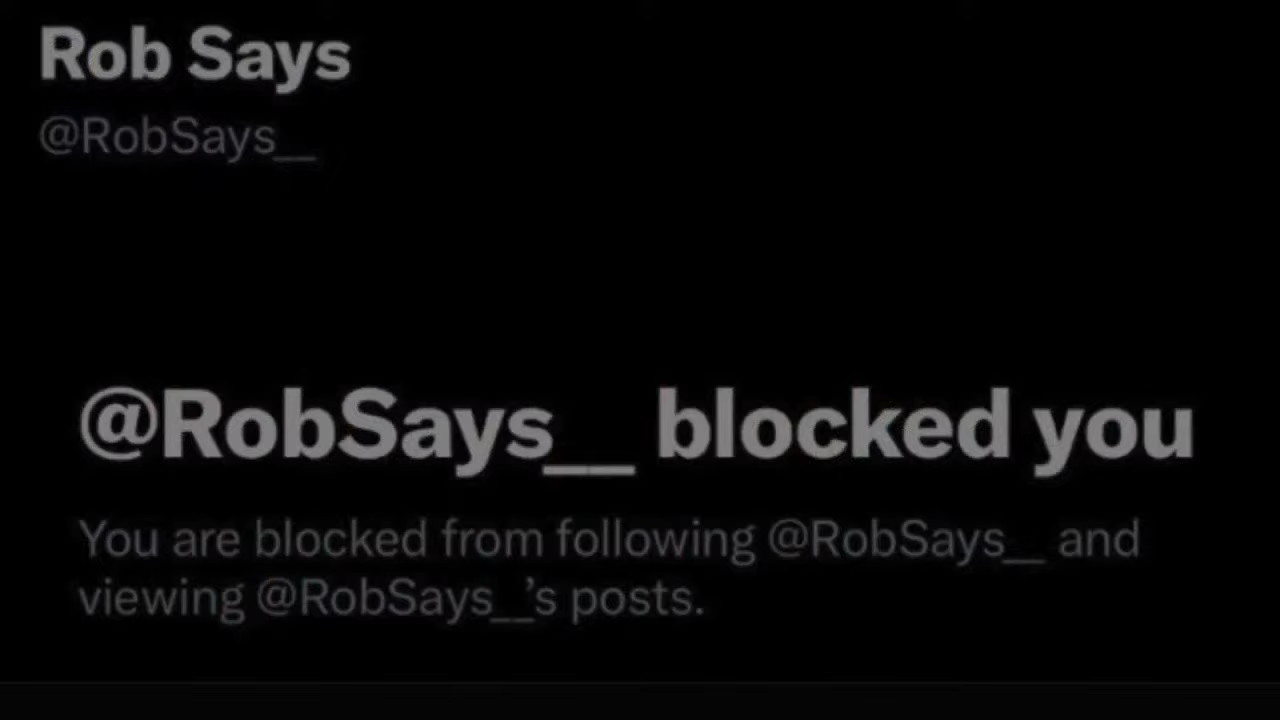 Rob Says
@RobSays__
@RobSays__ blocked you
You are blocked from following @RobSays__ and
viewing @RobSays__’s posts.